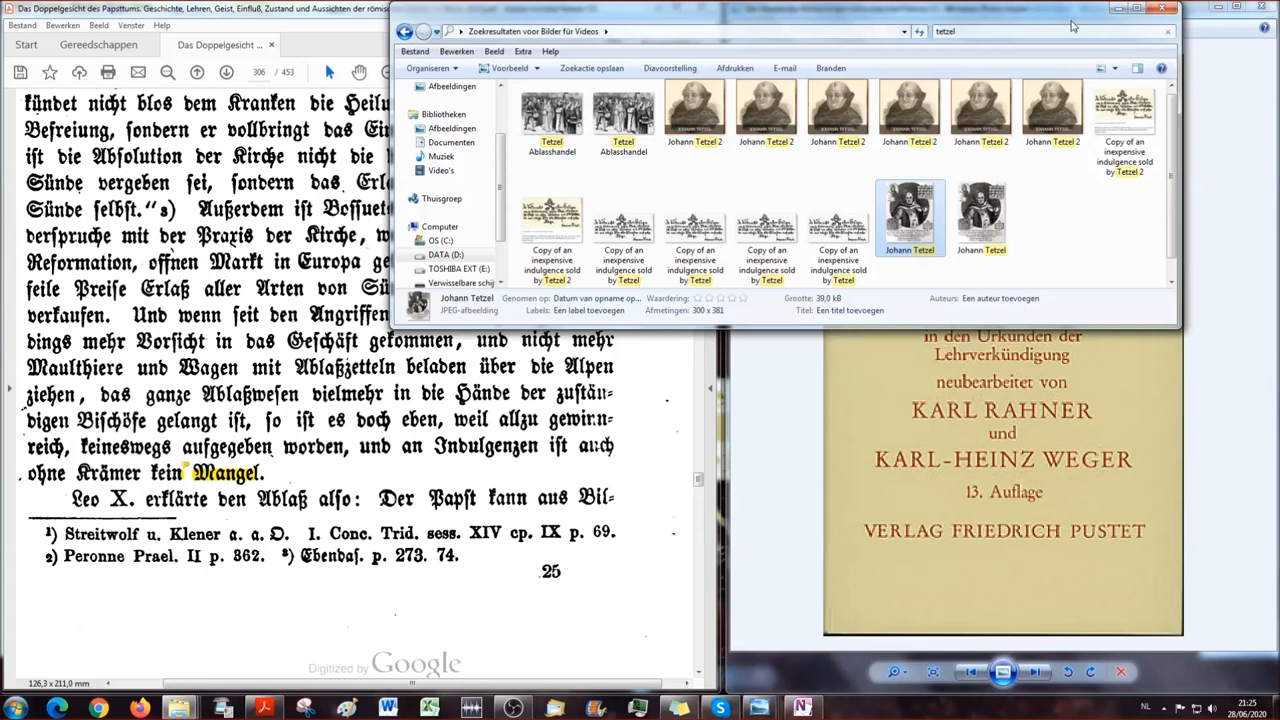 Das Doppelgesicht des Papsttums. Geschichte, Lehren, Geist, Einfluß, Zustand und Aussichten der römisc
Bestand Bewerken Beeld Venster Help
Start Gereedschappen Das Doppelgesicht ... ×
306 / 453
kündet nicht blos dem Kranken die Heilu
Befreiung, sondern er vollbringt das Ein
ist die Absolution der Kirche nicht die
Sünde vergeben sei, sondern das Erl
Sünde selbst.“3) Außerdem ist Bossuet
derspruche mit der Praxis der Kirche, w
Reformation, offnen Markt in Europa ge
feile Preise Erlaß aller Arten von Sü
verkaufen. Und wenn seit den Angriffen
dings mehr Vorsicht in das Geschäft gekommen, und nicht mehr
Maulthiere und Wagen mit Ablaßzetteln beladen über die Alpen
ziehen, das ganze Ablaßwesen vielmehr in die Hände der zustän-
digen Bischöfe gelangt ist, so ist es doch eben, weil allzu gewinn-
reich, keineswegs aufgegeben worden, und an Indulgenzen ist auch
ohne Krämer kein Mangel.
Leo X. erklärte den Ablaß also: Der Papst kann aus Bil-
1) Streitwolf u. Klener a. a. O. I. Conc. Trid. sess. XIV cp. IX p. 69.
2) Peronne Prael. II p. 362. 3) Ebendas. p. 273. 74.
25
Digitized by Google
126,3 x 211,0 mm
Zoekresultaten voor Bilder für Videos
tetzel
Bestand Bewerken Beeld Extra Help
Organiseren Voorbeeld Zoekactie opslaan Diavoorstelling Afdrukken E-mail Branden
Afbeeldingen
Bibliotheken
Afbeeldingen
Documenten
Muziek
Video's
Thuisgroep
Computer
OS (C:)
DATA (D:)
TOSHIBA EXT (E:)
Verwisselbare schij
Tetzel Ablasshandel
Tetzel Ablasshandel
JOHANN TETZEL
Johann Tetzel 2
JOHANN TETZEL
Johann Tetzel 2
JOHANN TETZEL
Johann Tetzel 2
JOHANN TETZEL
Johann Tetzel 2
JOHANN TETZEL
Johann Tetzel 2
JOHANN TETZEL
Johann Tetzel 2
Copy of an inexpensive indulgence sold by Tetzel 2
Copy of an inexpensive indulgence sold by Tetzel 2
Copy of an inexpensive indulgence sold by Tetzel
Copy of an inexpensive indulgence sold by Tetzel
Copy of an inexpensive indulgence sold by Tetzel
Copy of an inexpensive indulgence sold by Tetzel
Johann Tetzel
Johann Tetzel
Johann Tetzel Genomen op: Datum van opname op... Waardering: Grootte: 39,0 kB Auteurs: Een auteur toevoegen
JPEG-afbeelding Labels: Een label toevoegen Afmetingen: 300 x 381 Titel: Een titel toevoegen
in den Urkunden der
Lehrverkündigung
neubearbeitet von
KARL RAHNER
und
KARL-HEINZ WEGER
13. Auflage
VERLAG FRIEDRICH PUSTET
NL
21:25
28/06/2020